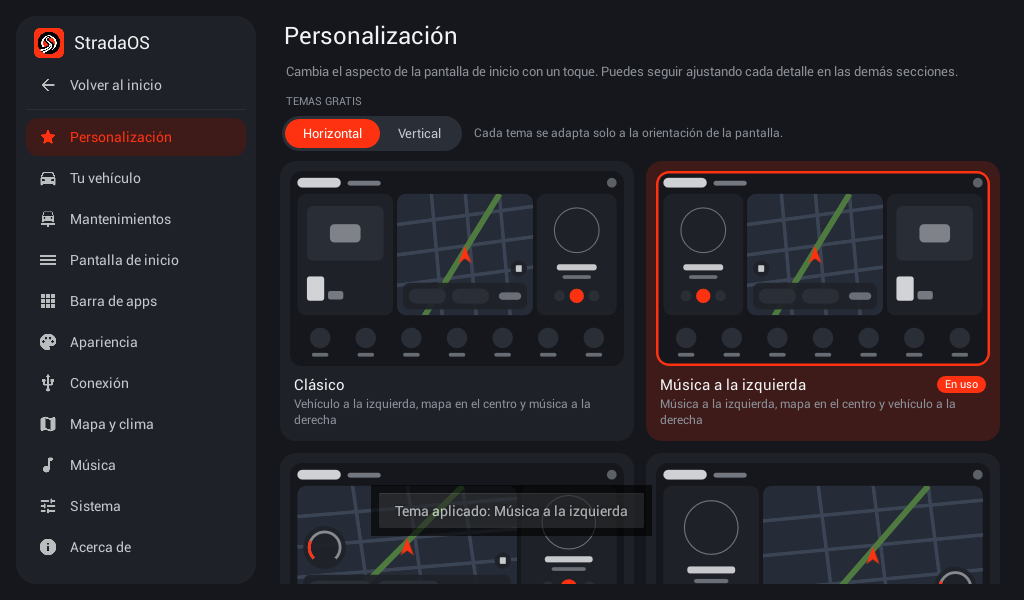 StradaOS
Volver al inicio
Personalización
Tu vehículo
Mantenimientos
Pantalla de inicio
Barra de apps
Apariencia
Conexión
Mapa y clima
Música
Sistema
Acerca de
Personalización
Cambia el aspecto de la pantalla de inicio con un toque. Puedes seguir ajustando cada detalle en las demás secciones.
TEMAS GRATIS
Horizontal
Vertical
Cada tema se adapta solo a la orientación de la pantalla.
Clásico
Vehículo a la izquierda, mapa en el centro y música a la
derecha
Música a la izquierda
En uso
Música a la izquierda, mapa en el centro y vehículo a la
derecha
Tema aplicado: Música a la izquierda